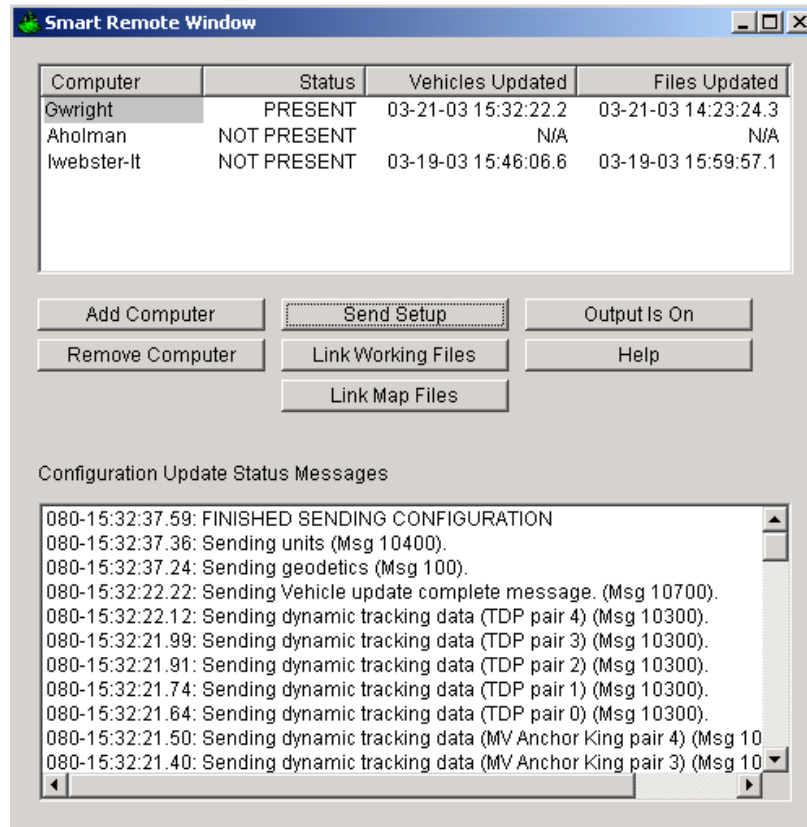 Smart Remote Window
Computer Status Vehicles Updated Files Updated
Gwright PRESENT 03-21-03 15:32:22.2 03-21-03 14:23:24.3
Aholman NOT PRESENT N/A N/A
lwebster-lt NOT PRESENT 03-19-03 15:46:06.6 03-19-03 15:59:57.1
Add Computer Send Setup Output Is On
Remove Computer Link Working Files Help
Link Map Files
Configuration Update Status Messages
080-15:32:37.59: FINISHED SENDING CONFIGURATION
080-15:32:37.36: Sending units (Msg 10400).
080-15:32:37.24: Sending geodetics (Msg 100).
080-15:32:22.22: Sending Vehicle update complete message. (Msg 10700).
080-15:32:22.12: Sending dynamic tracking data (TDP pair 4) (Msg 10300).
080-15:32:21.99: Sending dynamic tracking data (TDP pair 3) (Msg 10300).
080-15:32:21.91: Sending dynamic tracking data (TDP pair 2) (Msg 10300).
080-15:32:21.74: Sending dynamic tracking data (TDP pair 1) (Msg 10300).
080-15:32:21.64: Sending dynamic tracking data (TDP pair 0) (Msg 10300).
080-15:32:21.50: Sending dynamic tracking data (MV Anchor King pair 4) (Msg 10
080-15:32:21.40: Sending dynamic tracking data (MV Anchor King pair 3) (Msg 10